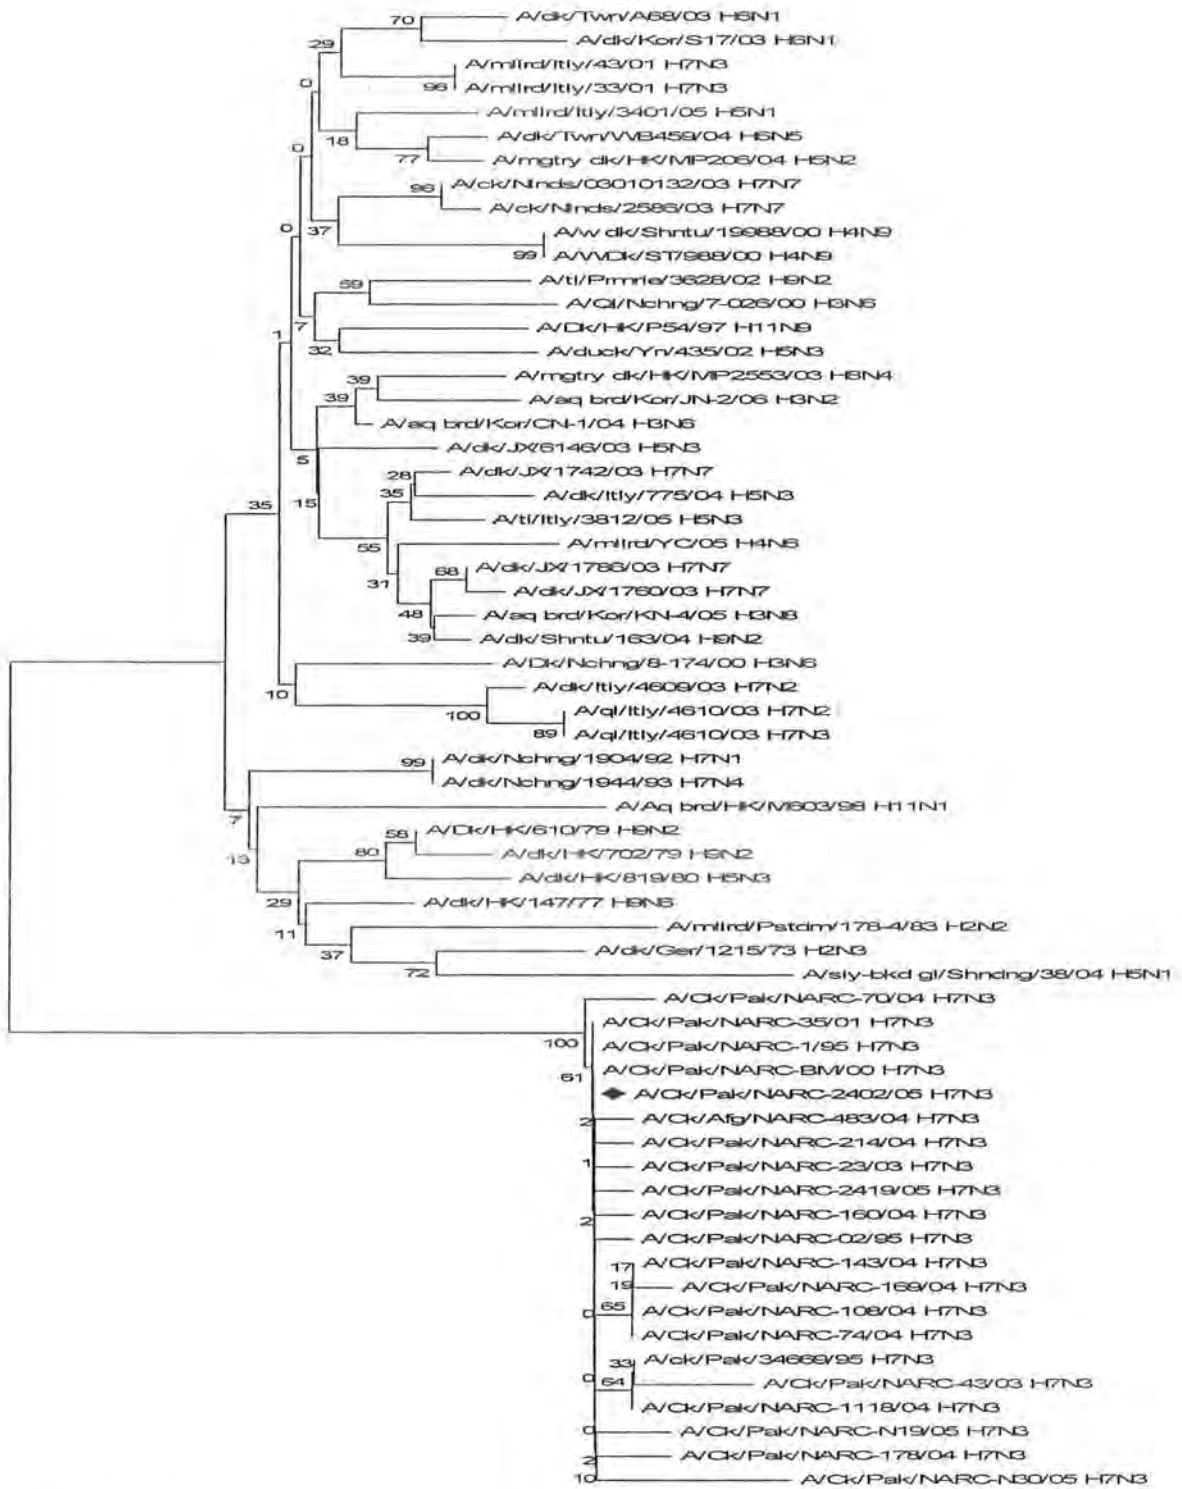 A/dk/Twn/A68/03 H6N1
70
A/dk/Kor/S17/03 H6N1
29
A/mllrd/Itly/43/01 H7N3
0
96
A/mllrd/Itly/33/01 H7N3
A/mllrd/Itly/3401/05 H5N1
18
A/dk/Twn/WB459/04 H6N5
0
77
A/mgtry dk/HK/MP206/04 H5N2
96
A/ck/Nlnds/03010132/03 H7N7
A/ck/Nlnds/2586/03 H7N7
0
37
A/w dk/Shntu/19988/00 H4N9
99
A/WDk/ST/988/00 H4N9
59
A/tl/Prmrle/3628/02 H9N2
A/Ql/Nchng/7-026/00 H3N6
7
A/Dk/HK/P54/97 H11N9
1
32
A/duck/Yn/435/02 H5N3
39
A/mgtry dk/HK/MP2553/03 H8N4
39
A/aq brd/Kor/JN-2/06 H3N2
A/aq brd/Kor/CN-1/04 H3N6
5
A/dk/JX/6146/03 H5N3
28
A/dk/JX/1742/03 H7N7
35
A/dk/Itly/775/04 H5N3
35
15
A/tl/Itly/3812/05 H5N3
55
A/mllrd/YC/05 H4N6
31
68
A/dk/JX/1786/03 H7N7
A/dk/JX/1760/03 H7N7
48
A/aq brd/Kor/KN-4/05 H3N8
39
A/dk/Shntu/163/04 H9N2
A/Dk/Nchng/8-174/00 H3N6
10
A/dk/Itly/4609/03 H7N2
100
A/ql/Itly/4610/03 H7N2
89
A/ql/Itly/4610/03 H7N3
99
A/dk/Nchng/1904/92 H7N1
A/dk/Nchng/1944/93 H7N4
7
A/Aq brd/HK/M603/98 H11N1
58
A/Dk/HK/610/79 H9N2
13
80
A/dk/HK/702/79 H9N2
A/dk/HK/819/80 H5N3
29
A/dk/HK/147/77 H9N6
11
A/mllrd/Pstdm/178-4/83 H2N2
37
A/dk/Ger/1215/73 H2N3
72
A/sly-bkd gl/Shndng/38/04 H5N1
A/Ck/Pak/NARC-70/04 H7N3
A/Ck/Pak/NARC-35/01 H7N3
100
A/Ck/Pak/NARC-1/95 H7N3
61
A/Ck/Pak/NARC-BM/00 H7N3
A/Ck/Pak/NARC-2402/05 H7N3
2
A/Ck/Afg/NARC-483/04 H7N3
A/Ck/Pak/NARC-214/04 H7N3
1
A/Ck/Pak/NARC-23/03 H7N3
A/Ck/Pak/NARC-2419/05 H7N3
2
A/Ck/Pak/NARC-160/04 H7N3
A/Ck/Pak/NARC-02/95 H7N3
17
A/Ck/Pak/NARC-143/04 H7N3
19
A/Ck/Pak/NARC-169/04 H7N3
0
65
A/Ck/Pak/NARC-108/04 H7N3
A/Ck/Pak/NARC-74/04 H7N3
33
A/ck/Pak/34669/95 H7N3
0
64
A/Ck/Pak/NARC-43/03 H7N3
A/Ck/Pak/NARC-1118/04 H7N3
0
A/Ck/Pak/NARC-N19/05 H7N3
2
A/Ck/Pak/NARC-178/04 H7N3
10
A/Ck/Pak/NARC-N30/05 H7N3